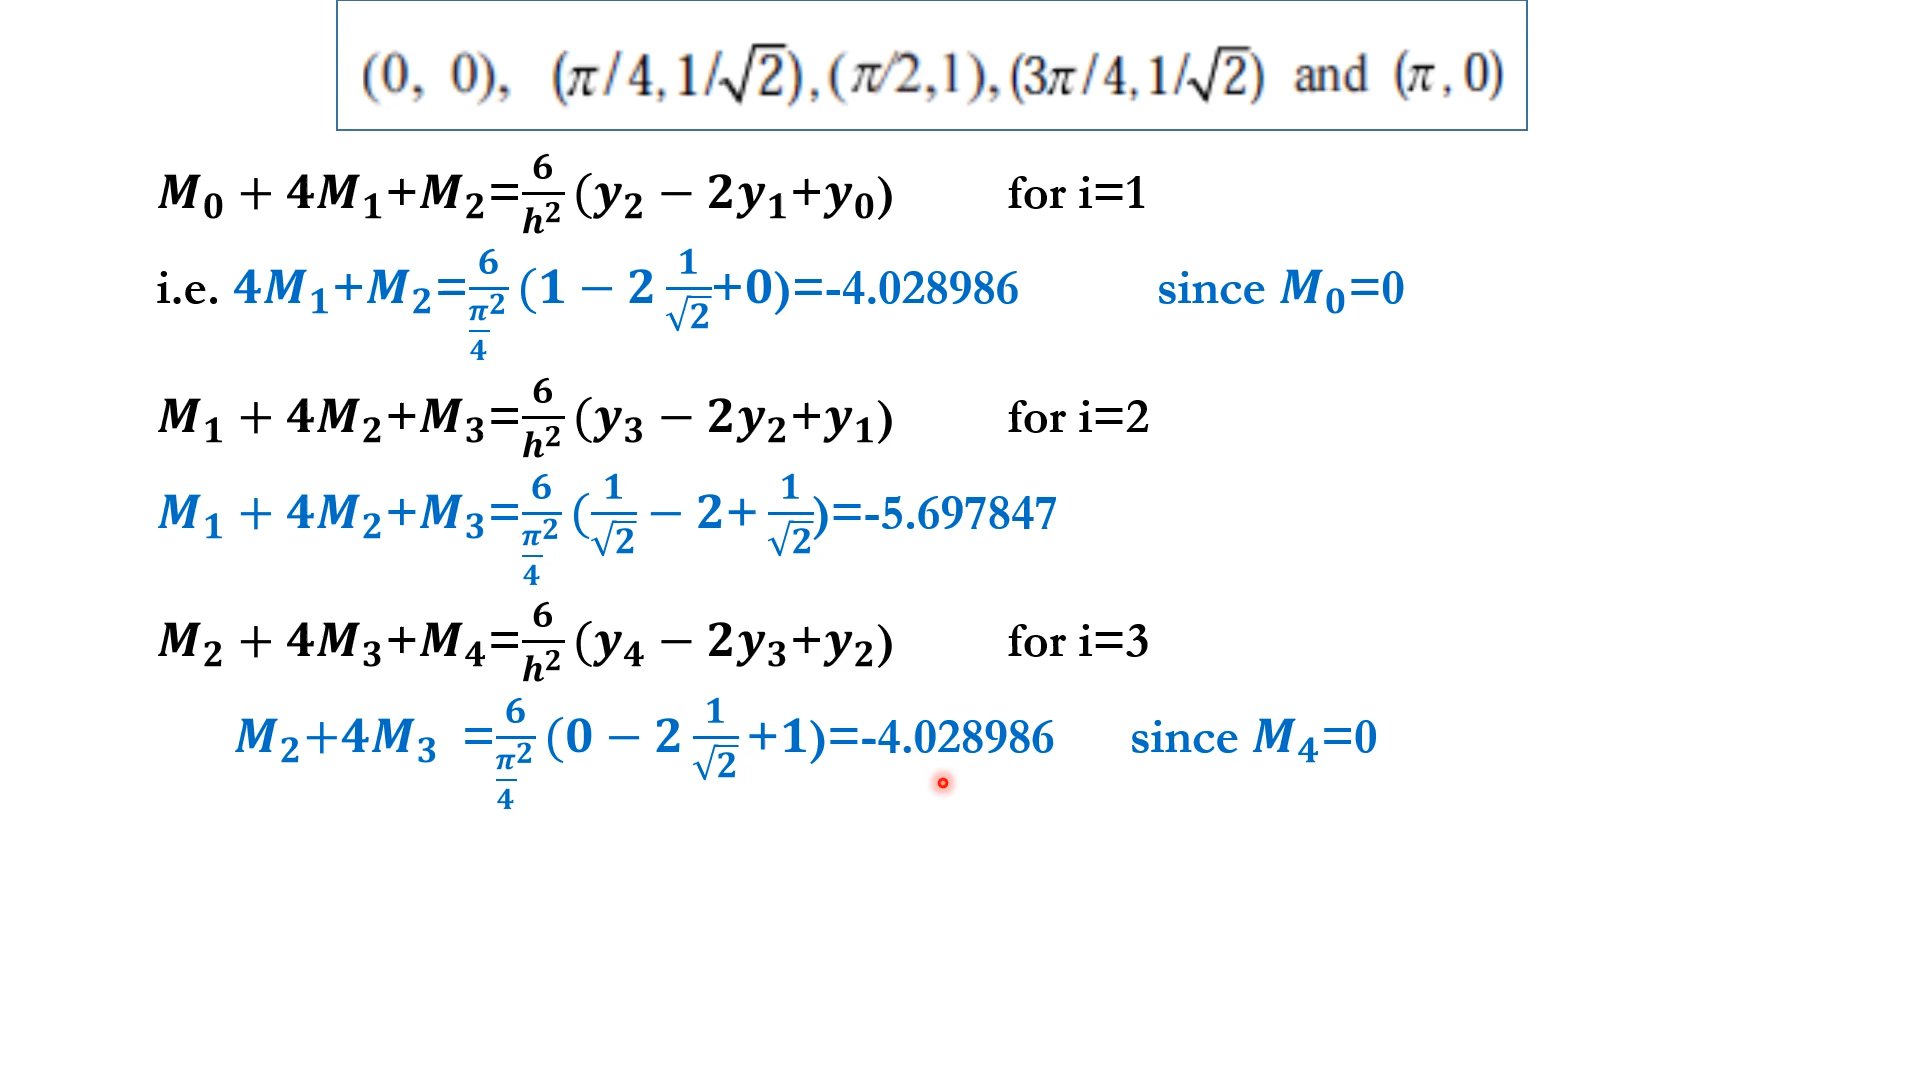 (0, 0), (π/4, 1/√2), (π/2, 1), (3π/4, 1/√2) and (π, 0)
M₀ + 4M₁+M₂=6/h² (y₂ − 2y₁+y₀) for i=1
i.e. 4M₁+M₂=6/(π/4)² (1 − 2 1/√2+0)=-4.028986 since M₀=0
M₁ + 4M₂+M₃=6/h² (y₃ − 2y₂+y₁) for i=2
M₁ + 4M₂+M₃=6/(π/4)² (1/√2 − 2+ 1/√2)=-5.697847
M₂ + 4M₃+M₄=6/h² (y₄ − 2y₃+y₂) for i=3
M₂+4M₃ =6/(π/4)² (0 − 2 1/√2 +1)=-4.028986 since M₄=0